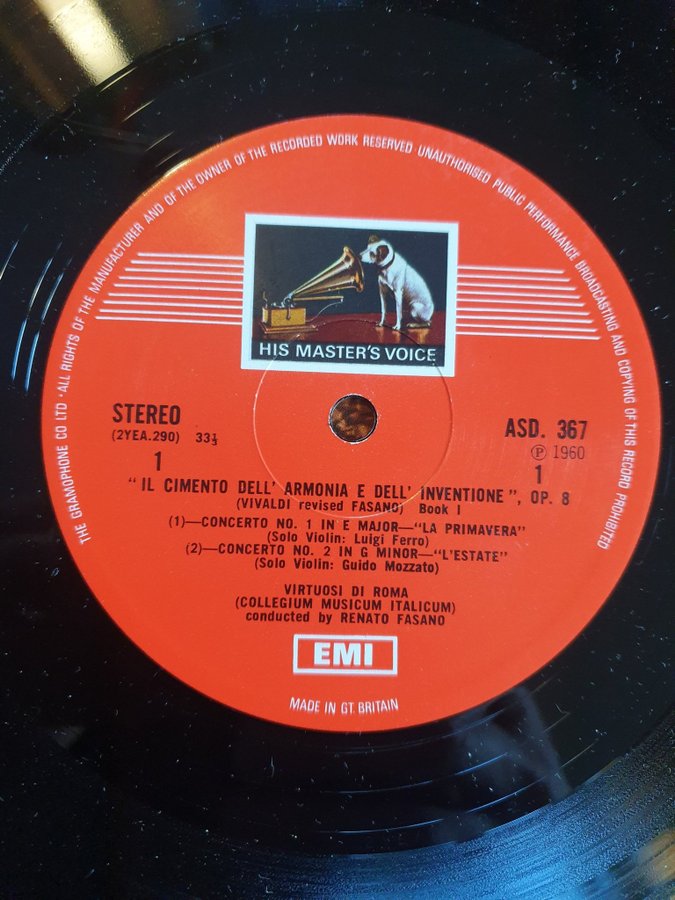 THE GRAMOPHONE CO LTD · ALL RIGHTS OF THE MANUFACTURER AND OF THE OWNER OF THE RECORDED WORK RESERVED UNAUTHORISED PUBLIC PERFORMANCE BROADCASTING AND COPYING OF THIS RECORD PROHIBITED
HIS MASTER'S VOICE
STEREO
(2YEA.290) 33⅓
1
ASD. 367
℗ 1960
1
"IL CIMENTO DELL' ARMONIA E DELL' INVENTIONE", OP. 8
(VIVALDI revised FASANO) Book I
(1)—CONCERTO NO. 1 IN E MAJOR—"LA PRIMAVERA"
(Solo Violin: Luigi Ferro)
(2)—CONCERTO NO. 2 IN G MINOR—"L'ESTATE"
(Solo Violin: Guido Mozzato)
VIRTUOSI DI ROMA
(COLLEGIUM MUSICUM ITALICUM)
conducted by RENATO FASANO
EMI
MADE IN GT. BRITAIN